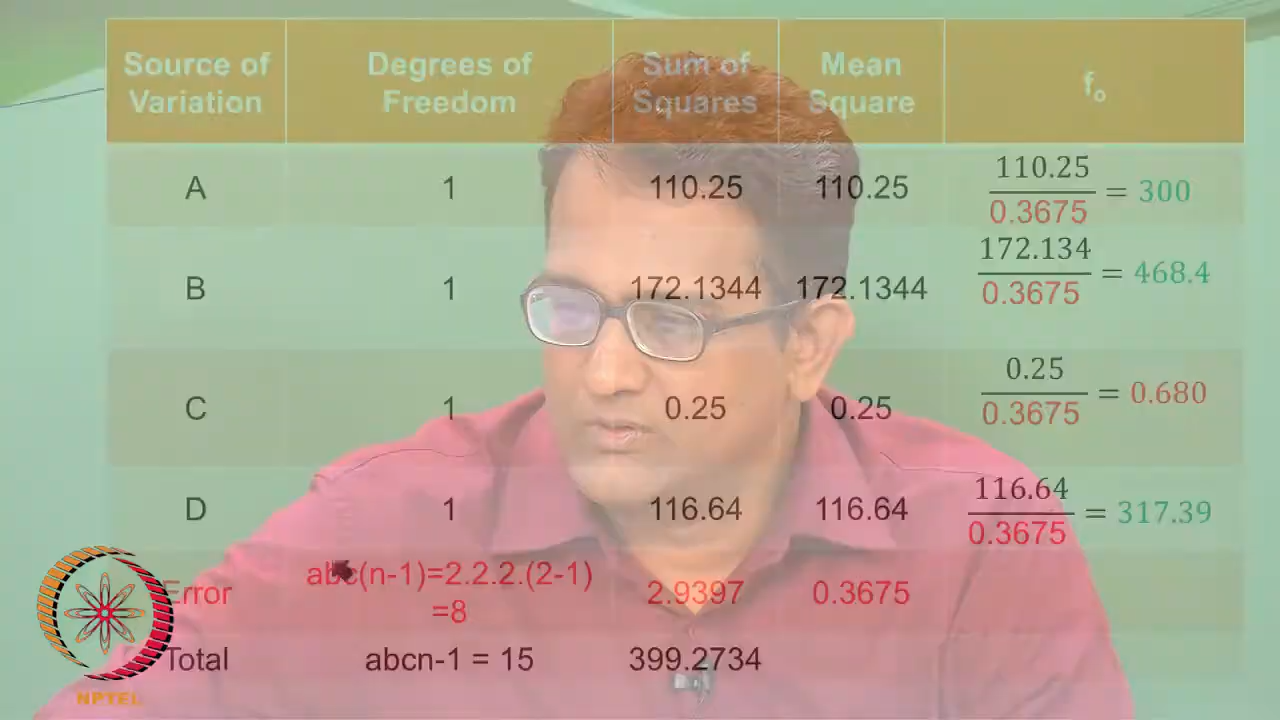 Source of Variation Degrees of Freedom Sum of Squares Mean Square f₀
A 1 110.25 110.25 110.25/0.3675 = 300
B 1 172.1344 172.1344 172.134/0.3675 = 468.4
C 1 0.25 0.25 0.25/0.3675 = 0.680
D 1 116.64 116.64 116.64/0.3675 = 317.39
Error abc(n-1)=2.2.2.(2-1) =8 2.9397 0.3675
Total abcn-1 = 15 399.2734
NPTEL